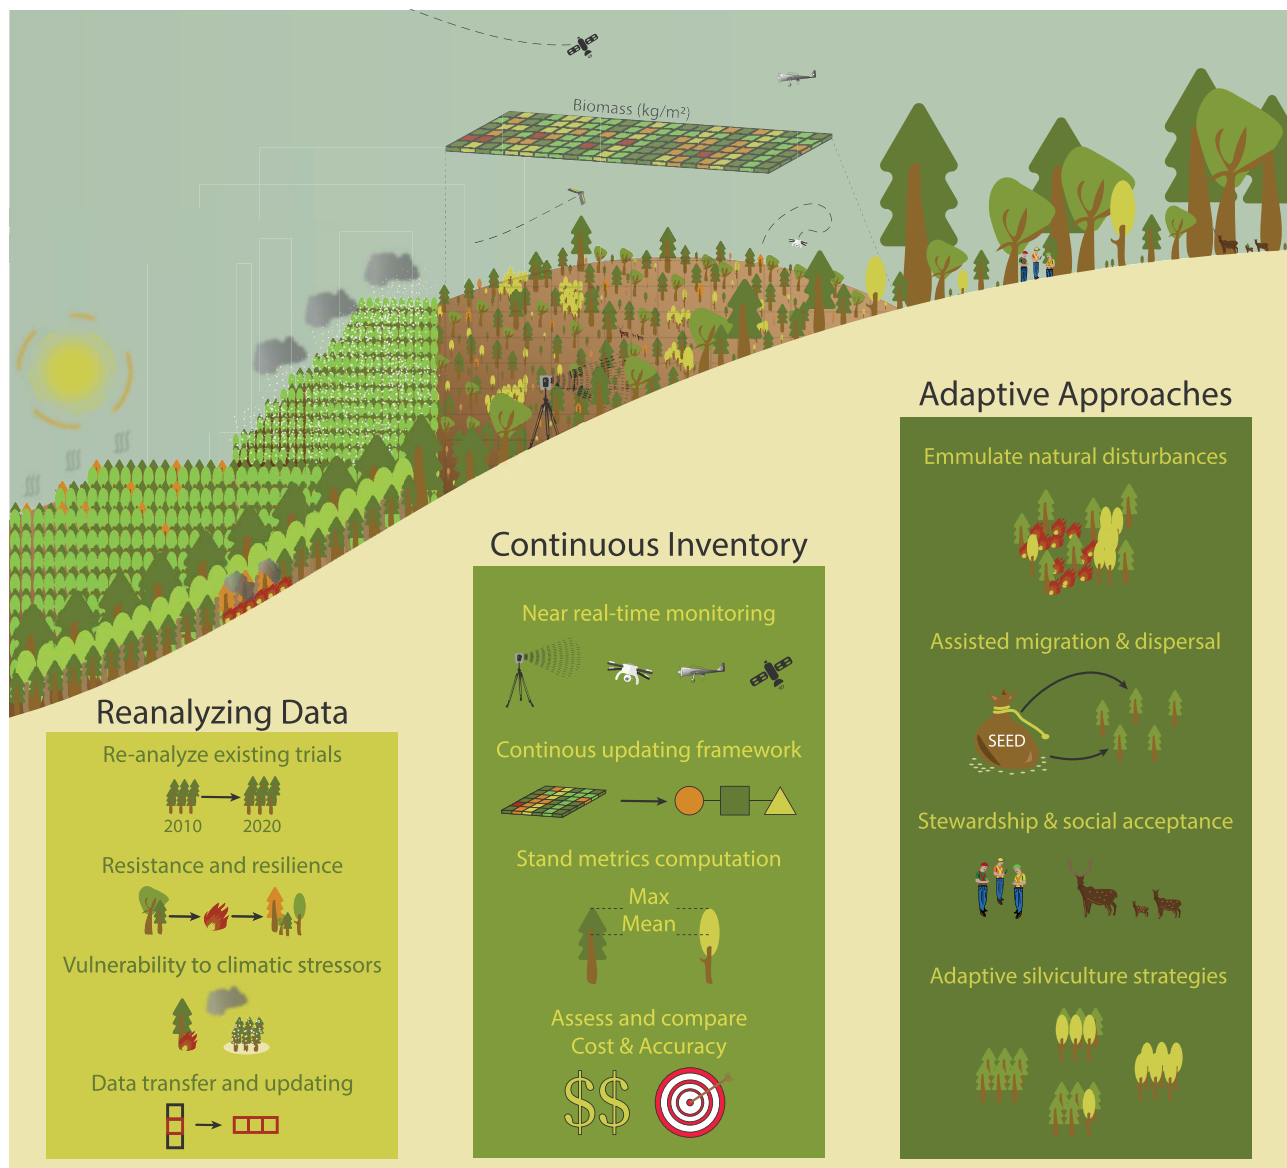 Biomass (kg/m²)
Reanalyzing Data
Re-analyze existing trials
2010
2020
Resistance and resilience
Vulnerability to climatic stressors
Data transfer and updating
Continuous Inventory
Near real-time monitoring
Continous updating framework
Stand metrics computation
Max
Mean
Assess and compare
Cost & Accuracy
$$
Adaptive Approaches
Emmulate natural disturbances
Assisted migration & dispersal
SEED
Stewardship & social acceptance
Adaptive silviculture strategies